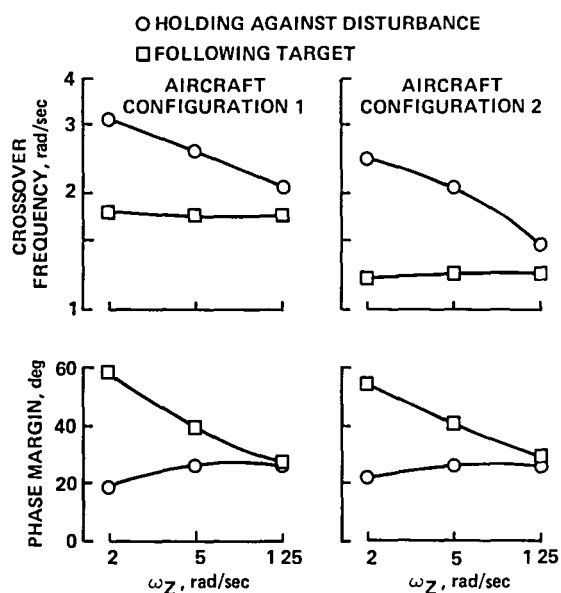 HOLDING AGAINST DISTURBANCE
FOLLOWING TARGET
AIRCRAFT
CONFIGURATION 1
AIRCRAFT
CONFIGURATION 2
CROSSOVER
FREQUENCY, rad/sec
4
3
2
1
PHASE MARGIN, deg
60
40
20
0
2 5 1 25
2 5 1 25
ωZ, rad/sec
ωZ, rad/sec